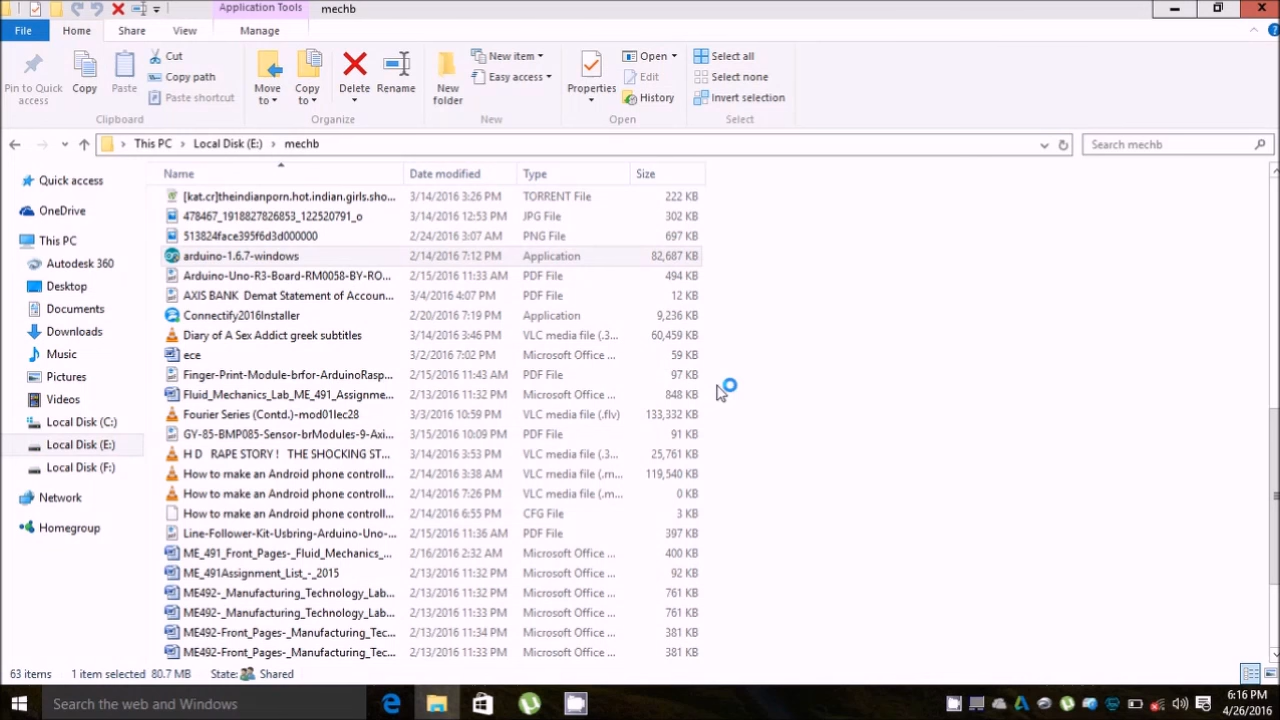 Application Tools mechb
File Home Share View Manage
Pin to Quick access
Copy
Paste
Cut
Copy path
Paste shortcut
Clipboard
Move to
Copy to
Delete
Rename
Organize
New folder
New item
Easy access
New
Properties
Open
Edit
History
Open
Select all
Select none
Invert selection
Select
This PC > Local Disk (E:) > mechb
Search mechb
Quick access
OneDrive
This PC
Autodesk 360
Desktop
Documents
Downloads
Music
Pictures
Videos
Local Disk (C:)
Local Disk (E:)
Local Disk (F:)
Network
Homegroup
Name Date modified Type Size
[kat.cr]theindianporn.hot.indian.girls.sho... 3/14/2016 3:26 PM TORRENT File 222 KB
478467_1918827826853_122520791_o 3/14/2016 12:53 PM JPG File 302 KB
513824face395f6d3d000000 2/24/2016 3:07 AM PNG File 697 KB
arduino-1.6.7-windows 2/14/2016 7:12 PM Application 82,687 KB
Arduino-Uno-R3-Board-RM0058-BY-RO... 2/15/2016 11:33 AM PDF File 494 KB
AXIS BANK Demat Statement of Accoun... 3/4/2016 4:07 PM PDF File 12 KB
Connectify2016Installer 2/20/2016 7:19 PM Application 9,236 KB
Diary of A Sex Addict greek subtitles 3/14/2016 3:46 PM VLC media file (.3... 60,459 KB
ece 3/2/2016 7:02 PM Microsoft Office ... 59 KB
Finger-Print-Module-brfor-ArduinoRasp... 2/15/2016 11:43 AM PDF File 97 KB
Fluid_Mechanics_Lab_ME_491_Assignme... 2/13/2016 11:32 PM Microsoft Office ... 848 KB
Fourier Series (Contd.)-mod01lec28 3/3/2016 10:59 PM VLC media file (.flv) 133,332 KB
GY-85-BMP085-Sensor-brModules-9-Axi... 3/15/2016 10:09 PM PDF File 91 KB
H D RAPE STORY ! THE SHOCKING ST... 3/14/2016 3:53 PM VLC media file (.3... 25,761 KB
How to make an Android phone controll... 2/14/2016 3:38 AM VLC media file (.m... 119,540 KB
How to make an Android phone controll... 2/14/2016 7:26 PM VLC media file (.m... 0 KB
How to make an Android phone controll... 2/14/2016 6:55 PM CFG File 3 KB
Line-Follower-Kit-Usbring-Arduino-Uno-... 2/15/2016 11:36 AM PDF File 397 KB
ME_491_Front_Pages-_Fluid_Mechanics_... 2/16/2016 2:32 AM Microsoft Office ... 400 KB
ME_491Assignment_List_-_2015 2/13/2016 11:32 PM Microsoft Office ... 92 KB
ME492-_Manufacturing_Technology_Lab... 2/13/2016 11:32 PM Microsoft Office ... 761 KB
ME492-_Manufacturing_Technology_Lab... 2/13/2016 11:33 PM Microsoft Office ... 761 KB
ME492-Front_Pages-_Manufacturing_Tec... 2/13/2016 11:34 PM Microsoft Office ... 381 KB
ME492-Front_Pages-_Manufacturing_Tec... 2/13/2016 11:33 PM Microsoft Office ... 381 KB
63 items 1 item selected 80.7 MB State: Shared
Search the web and Windows
6:16 PM
4/26/2016